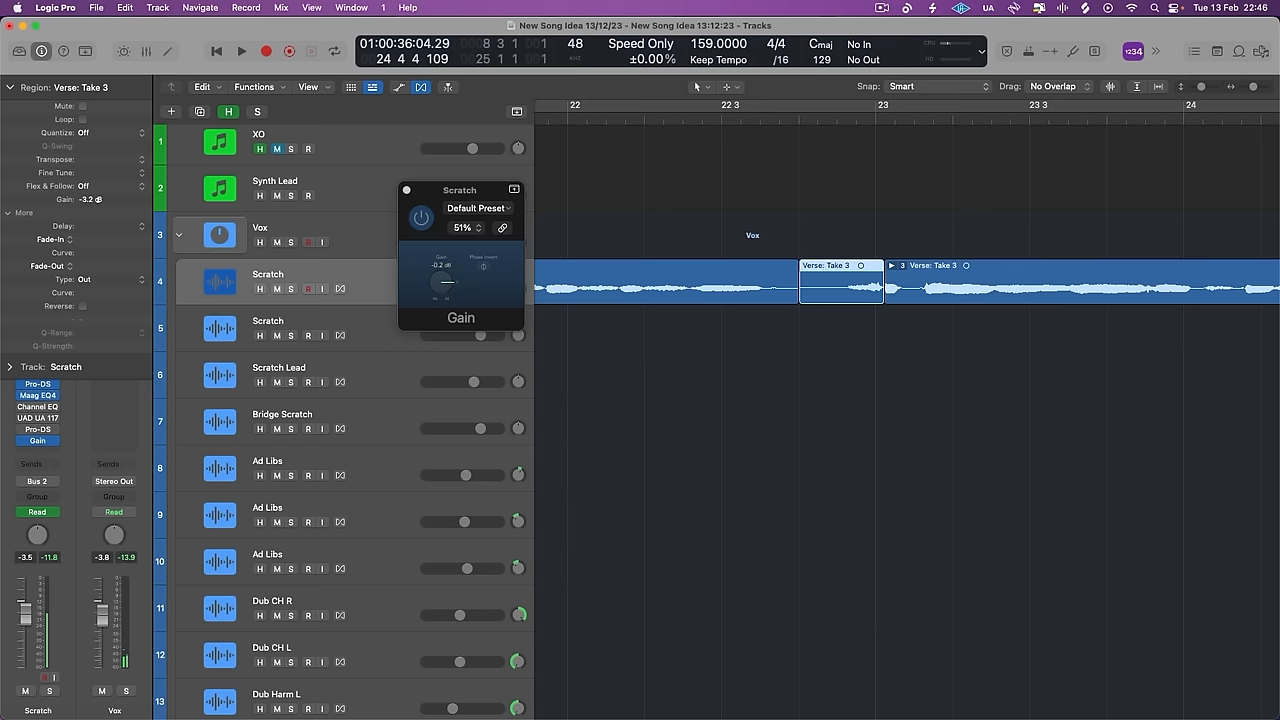 Logic Pro File Edit Track Navigate Record Mix View Window 1 Help UA Tue 13 Feb 22:46
New Song Idea 13/12/23 - New Song Idea 13:12:23 - Tracks
01:00:36:04.29 8 3 1 1 48 Speed Only 159.0000 4/4 Cmaj No In CPU
24 4 4 109 25 1 1 1 KHZ ±0.00% Keep Tempo /16 129 No Out HD
1234
Region: Verse: Take 3
Edit Functions View Snap: Smart Drag: No Overlap
Mute:
Loop:
Quantize: Off
Q-Swing:
Transpose:
Fine Tune:
Flex & Follow: Off
Gain: -3.2 dB
More
Delay:
Fade-In
Curve:
Fade-Out
Type: Out
Curve:
Reverse:
Q-Range:
Q-Strength:
Track: Scratch
Pro-DS
Maag EQ4
Channel EQ
UAD UA 117
Pro-DS
Gain
Sends Sends
Bus 2 Stereo Out
Group Group
Read Read
-3.5 -11.8 -3.8 -13.9
R I
M S M S
Scratch Vox
H S
22 22 3 23 23 3 24
1 XO
H M S R
2 Synth Lead
H M S R
3 Vox
H M S R I
4 Scratch
H M S R I
5 Scratch
H M S R I
6 Scratch Lead
H M S R I
7 Bridge Scratch
H M S R I
8 Ad Libs
H M S R I
9 Ad Libs
H M S R I
10 Ad Libs
H M S R I
11 Dub CH R
H M S R I
12 Dub CH L
H M S R I
13 Dub Harm L
H M S R I
Scratch
Default Preset
51%
Gain Phase Invert
-0.2 dB
Gain
Vox
Verse: Take 3 3 Verse: Take 3